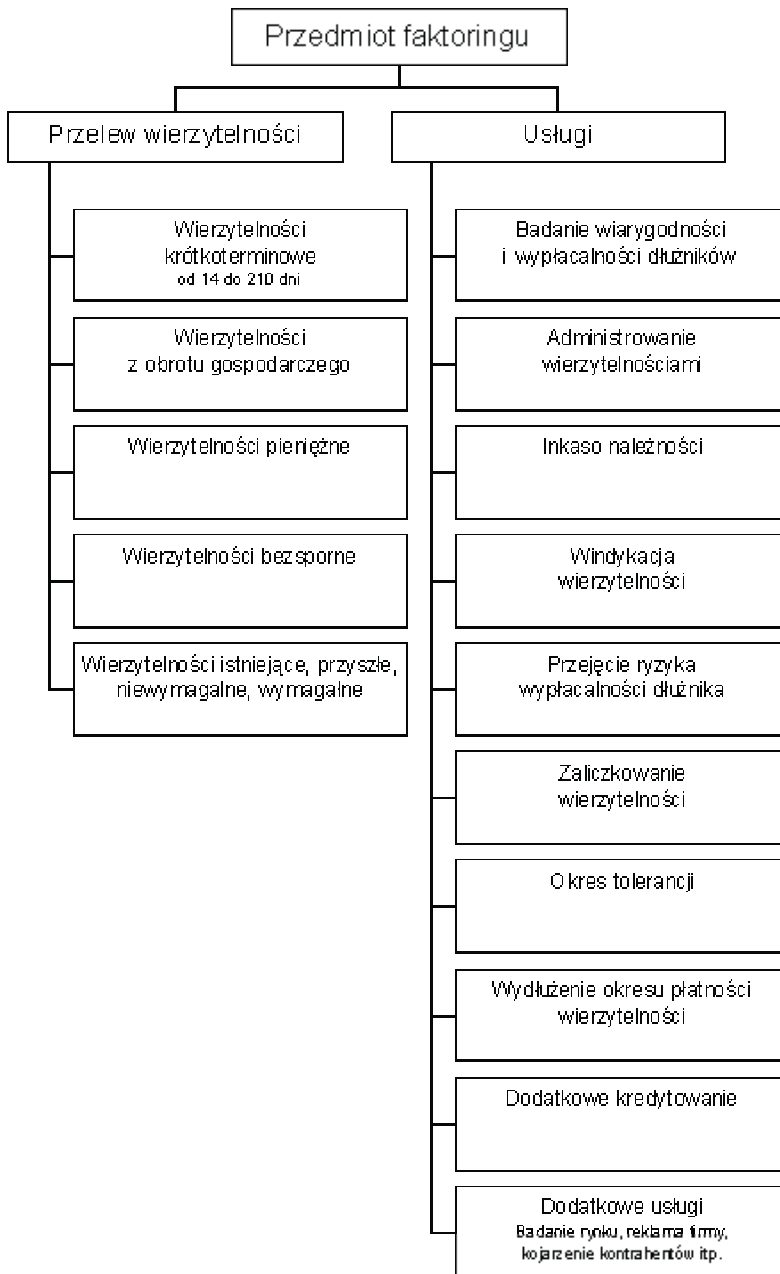 Przedmiot faktoringu
Przelew wierzytelności
Wierzytelności
krótkoterminowe
od 14 do 210 dni
Wierzytelności
z obrotu gospodarczego
Wierzytelności pieniężne
Wierzytelności bezsporne
Wierzytelności istniejące, przyszłe,
niewymagalne, wymagalne
Usługi
Badanie wiarygodności
i wypłacalności dłużników
Administrowanie
wierzytelnościami
Inkaso należności
Windykacja
wierzytelności
Przejęcie ryzyka
wypłacalności dłużnika
Zaliczkowanie
wierzytelności
Okres tolerancji
Wydłużenie okresu płatności
wierzytelności
Dodatkowe kredytowanie
Dodatkowe usługi
Badanie rynku, reklama firmy,
kojarzenie kontrahentów itp.